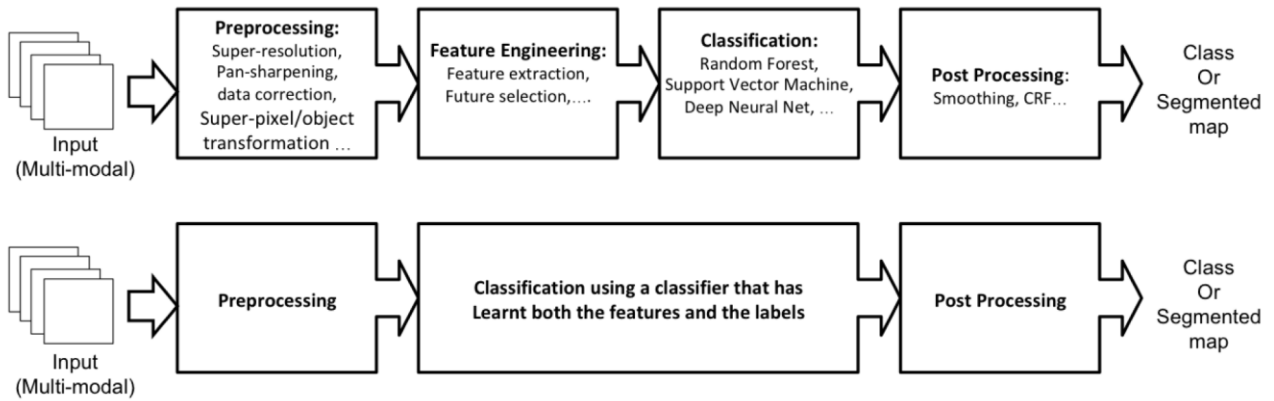 Preprocessing:
Super-resolution,
Pan-sharpening,
data correction,
Super-pixel/object
transformation ...
Feature Engineering:
Feature extraction,
Future selection,....
Classification:
Random Forest,
Support Vector Machine,
Deep Neural Net, ...
Post Processing:
Smoothing, CRF...
Class
Or
Segmented
map
Input
(Multi-modal)
Preprocessing
Classification using a classifier that has
Learnt both the features and the labels
Post Processing
Class
Or
Segmented
map
Input
(Multi-modal)